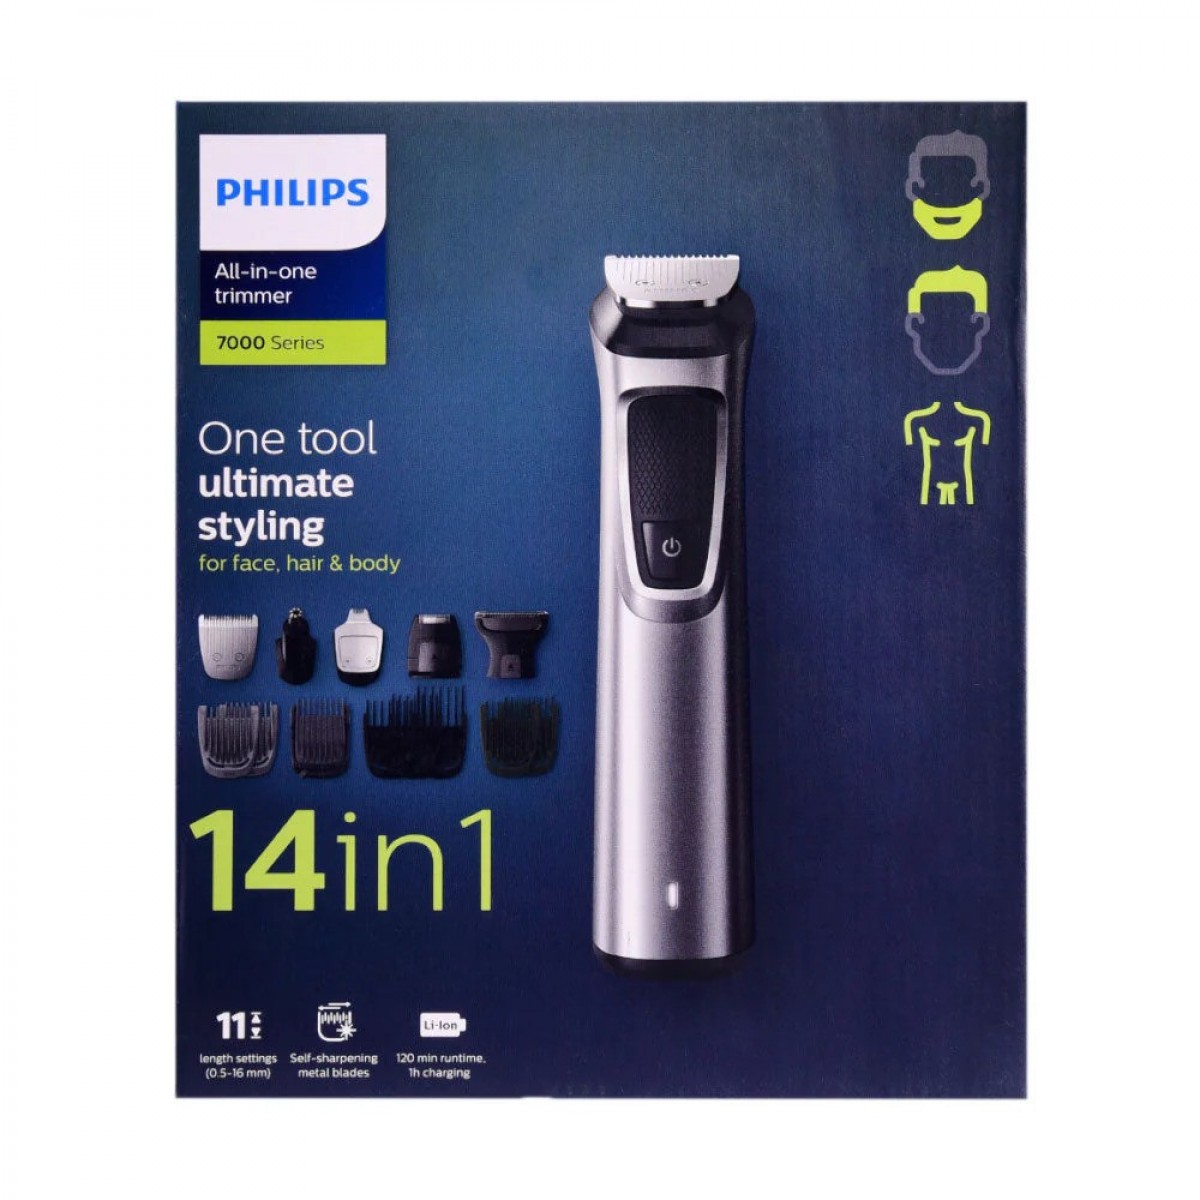 PHILIPS
All-in-one
trimmer
7000 Series
One tool
ultimate
styling
for face, hair & body
14in1
11
length settings
(0.5-16 mm)
Self-sharpening
metal blades
Li-Ion
120 min runtime,
1h charging